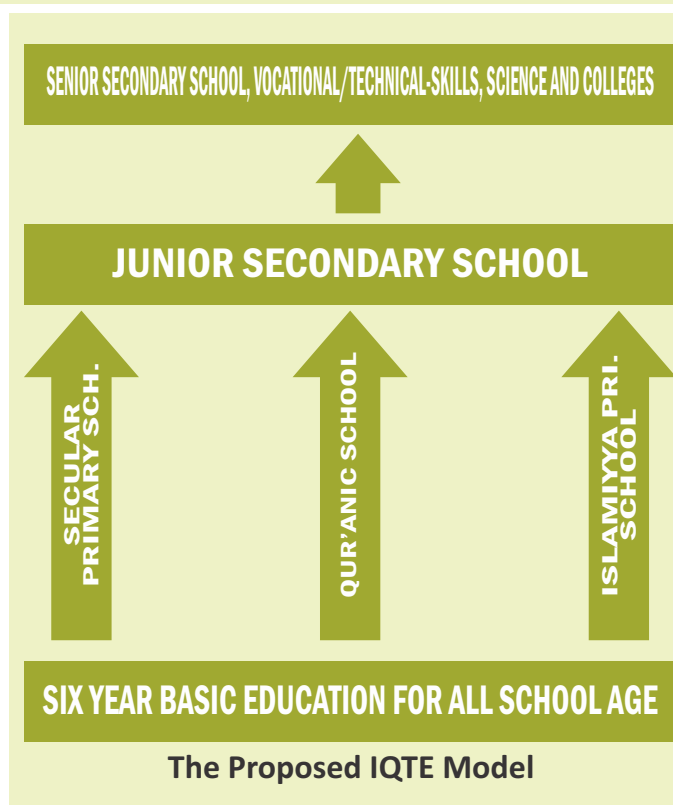 SENIOR SECONDARY SCHOOL, VOCATIONAL/TECHNICAL-SKILLS, SCIENCE AND COLLEGES
JUNIOR SECONDARY SCHOOL
SECULAR
PRIMARY SCH.
QUR'ANIC SCHOOL
ISLAMIYYA PRI.
SCHOOL
SIX YEAR BASIC EDUCATION FOR ALL SCHOOL AGE
The Proposed IQTE Model